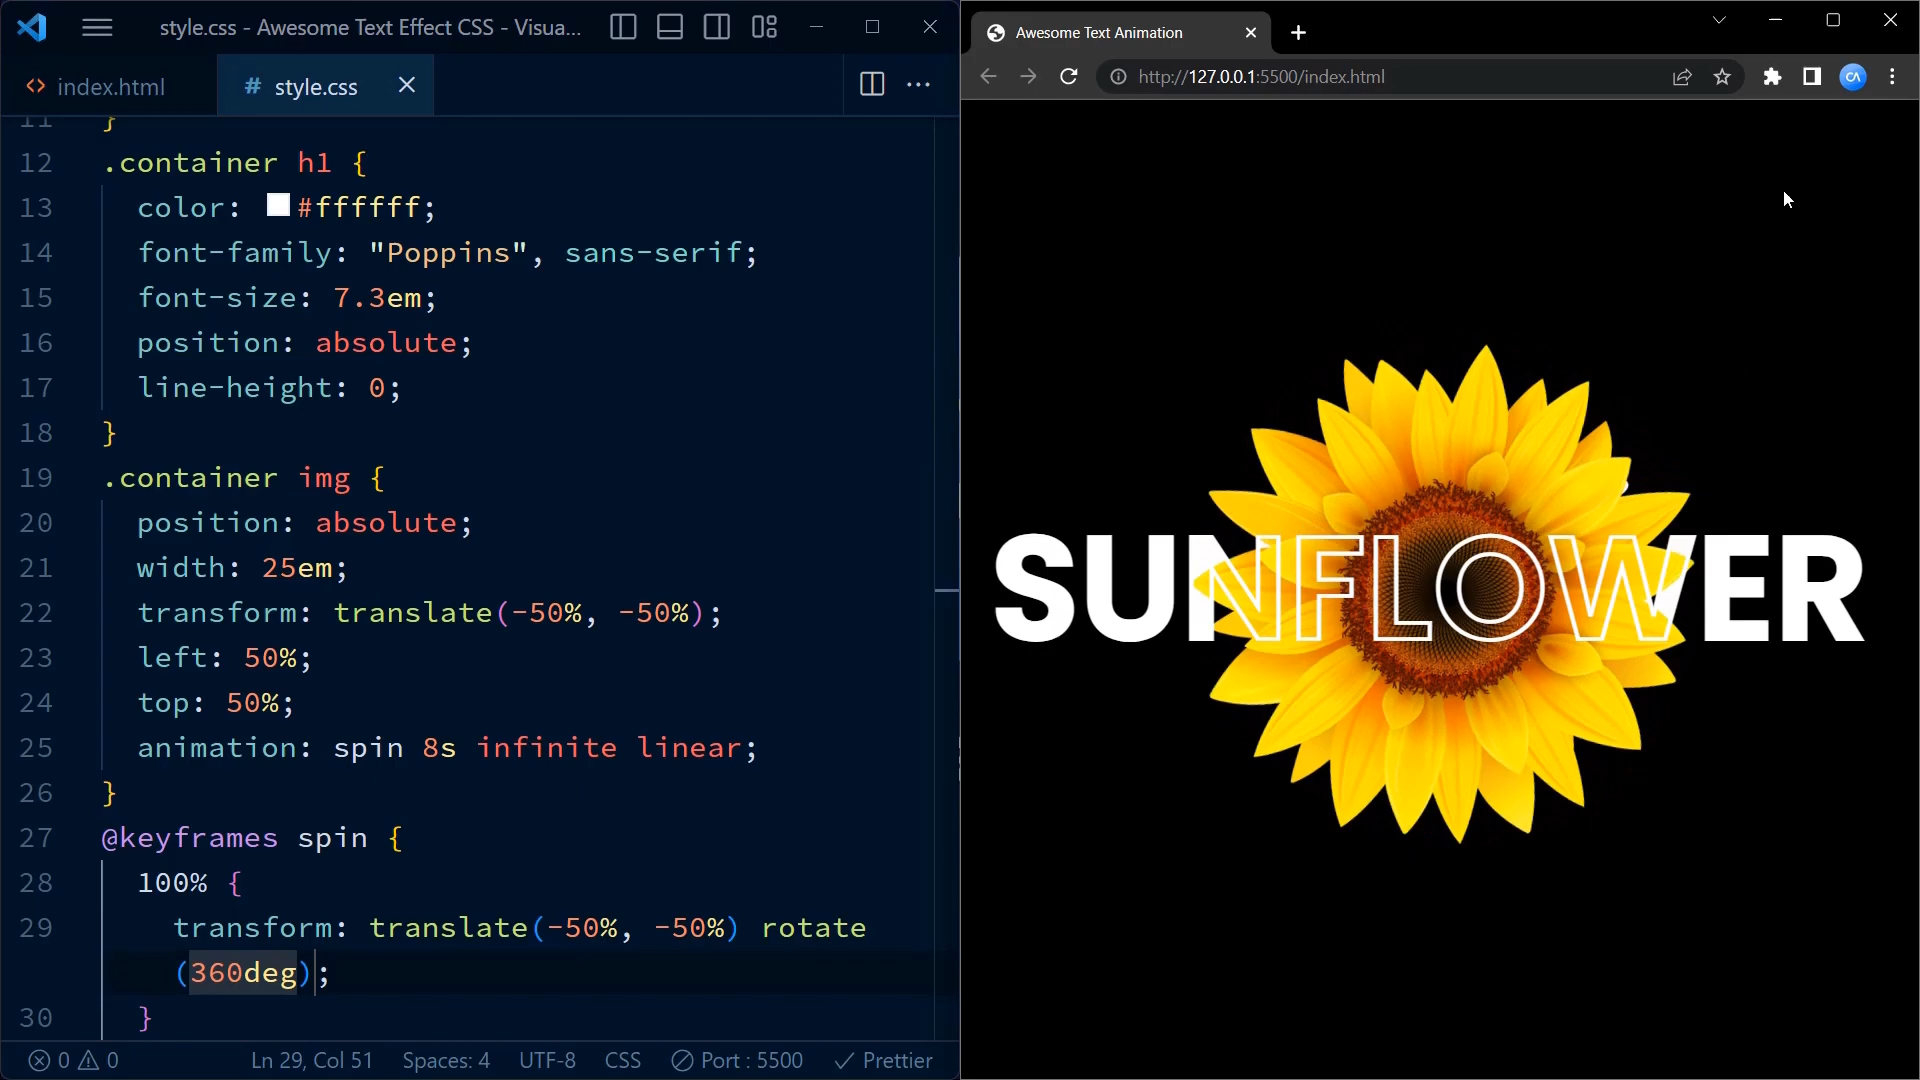 style.css - Awesome Text Effect CSS - Visua...
index.html
# style.css
11 }
12 .container h1 {
13 color: #ffffff;
14 font-family: "Poppins", sans-serif;
15 font-size: 7.3em;
16 position: absolute;
17 line-height: 0;
18 }
19 .container img {
20 position: absolute;
21 width: 25em;
22 transform: translate(-50%, -50%);
23 left: 50%;
24 top: 50%;
25 animation: spin 8s infinite linear;
26 }
27 @keyframes spin {
28 100% {
29 transform: translate(-50%, -50%) rotate
(360deg);
30 }
0 0 Ln 29, Col 51 Spaces: 4 UTF-8 CSS Port : 5500 Prettier
Awesome Text Animation
http://127.0.0.1:5500/index.html
CA
SUNFLOWER